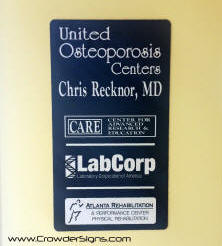 United
Osteoporosis
Centers
Chris Recknor, MD
CARE
CENTER FOR
ADVANCED
RESEARCH &
EDUCATION
LabCorp
Laboratory Corporation of America
ATLANTA REHABILITATION
& PERFORMANCE CENTER
PHYSICAL REHABILITATION
www.CrowderSigns.com